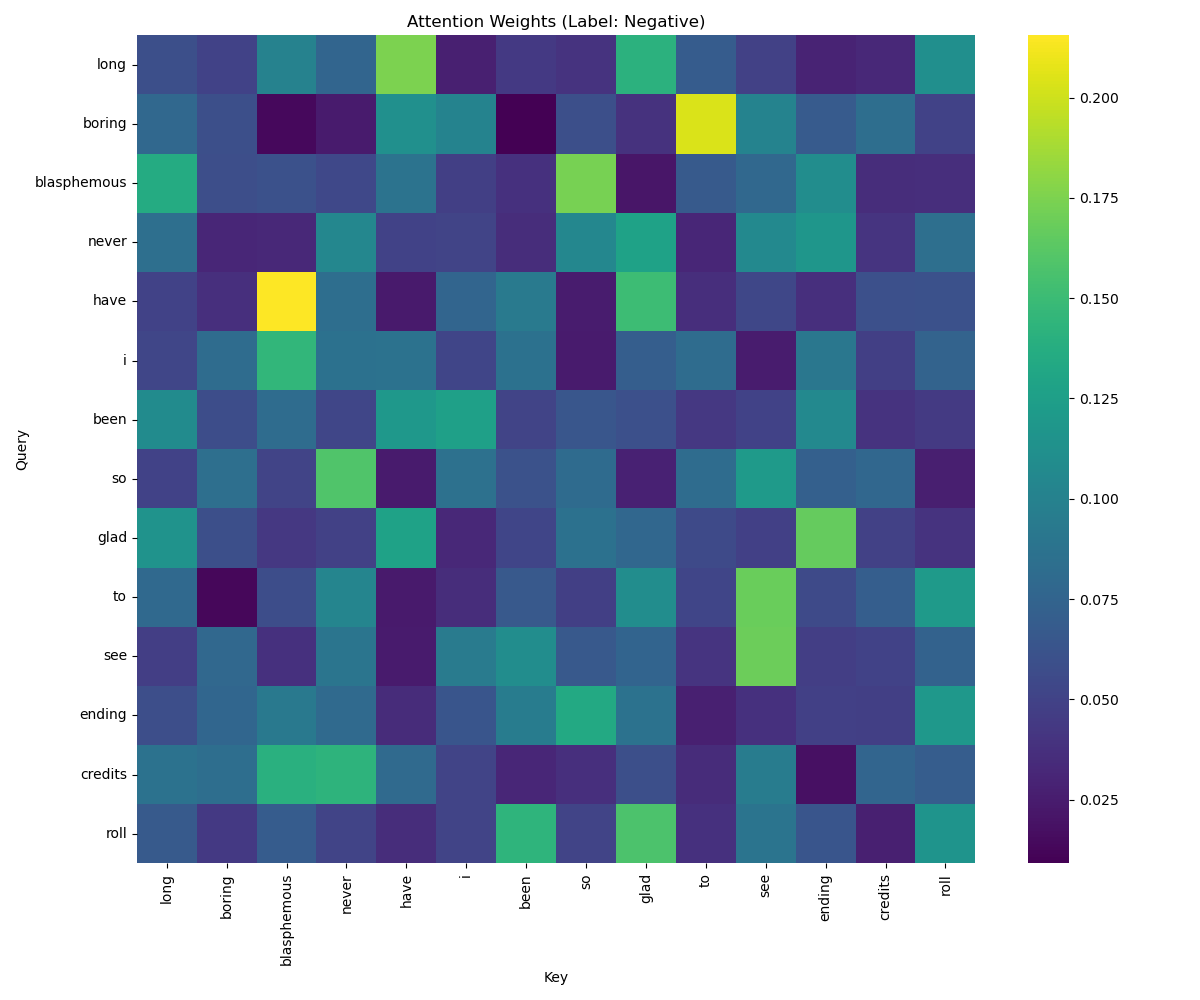 Attention Weights (Label: Negative)
long
boring
blasphemous
never
have
i
been
so
glad
to
see
ending
credits
roll
Query
long
boring
blasphemous
never
have
i
been
so
glad
to
see
ending
credits
roll
Key
0.200
0.175
0.150
0.125
0.100
0.075
0.050
0.025